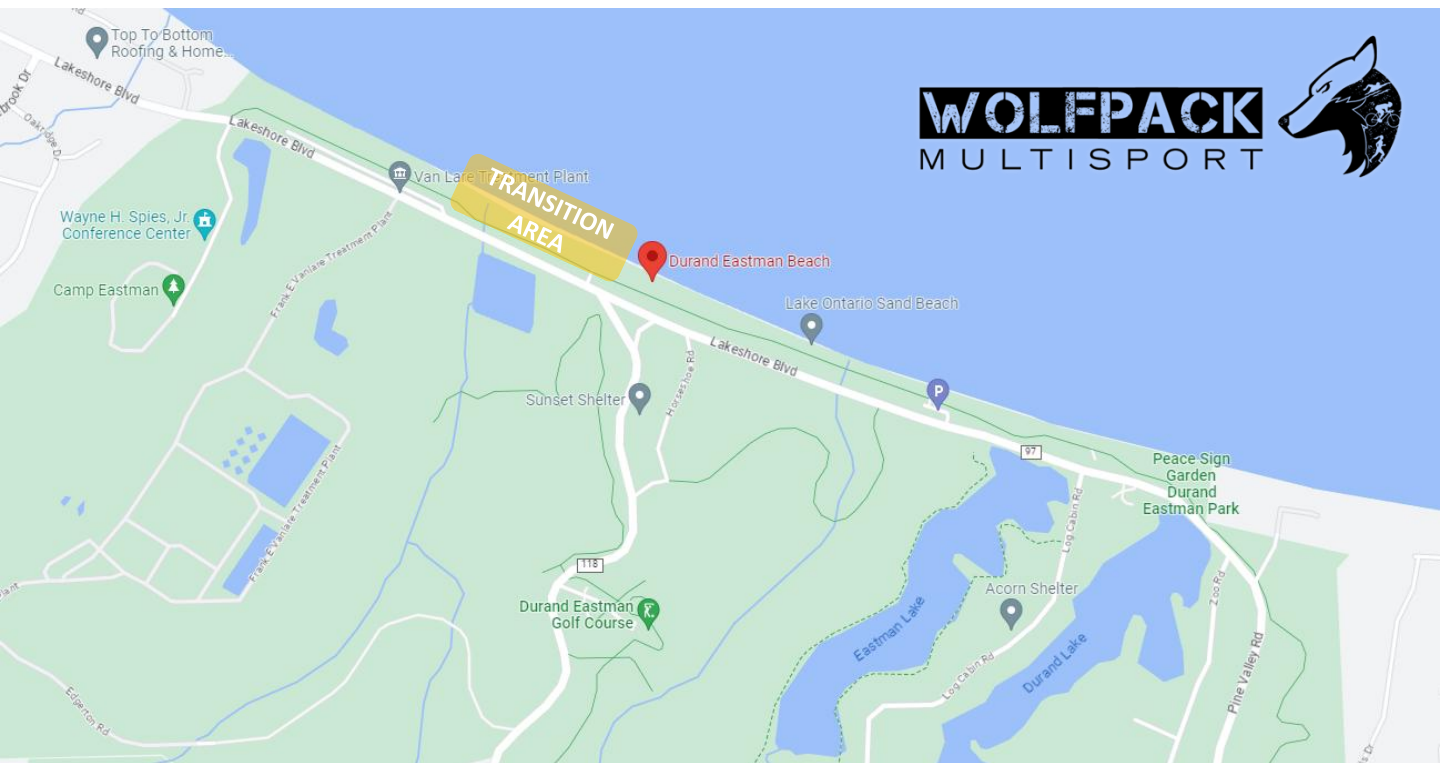 Top To Bottom
Roofing & Home...
Lakeshore Blvd
Oakridge Dr
Lakeshore Blvd
WOLFPACK
MULTISPORT
Van Lare Treatment Plant
TRANSITION
AREA
Wayne H. Spies, Jr.
Conference Center
Frank E Vanlare Treatment Plant
Durand Eastman Beach
Camp Eastman
Lake Ontario Sand Beach
Lakeshore Blvd
Horseshoe Rd
Sunset Shelter
P
97
Peace Sign
Garden
Durand
Eastman Park
Frank E Vanlare Treatment Plant
Log Cabin Rd
118
Zoo Rd
Acorn Shelter
Durand Eastman
Golf Course
Eastman Lake
Durand Lake
Log Cabin Rd
Pine Valley Rd
Edgerton Rd